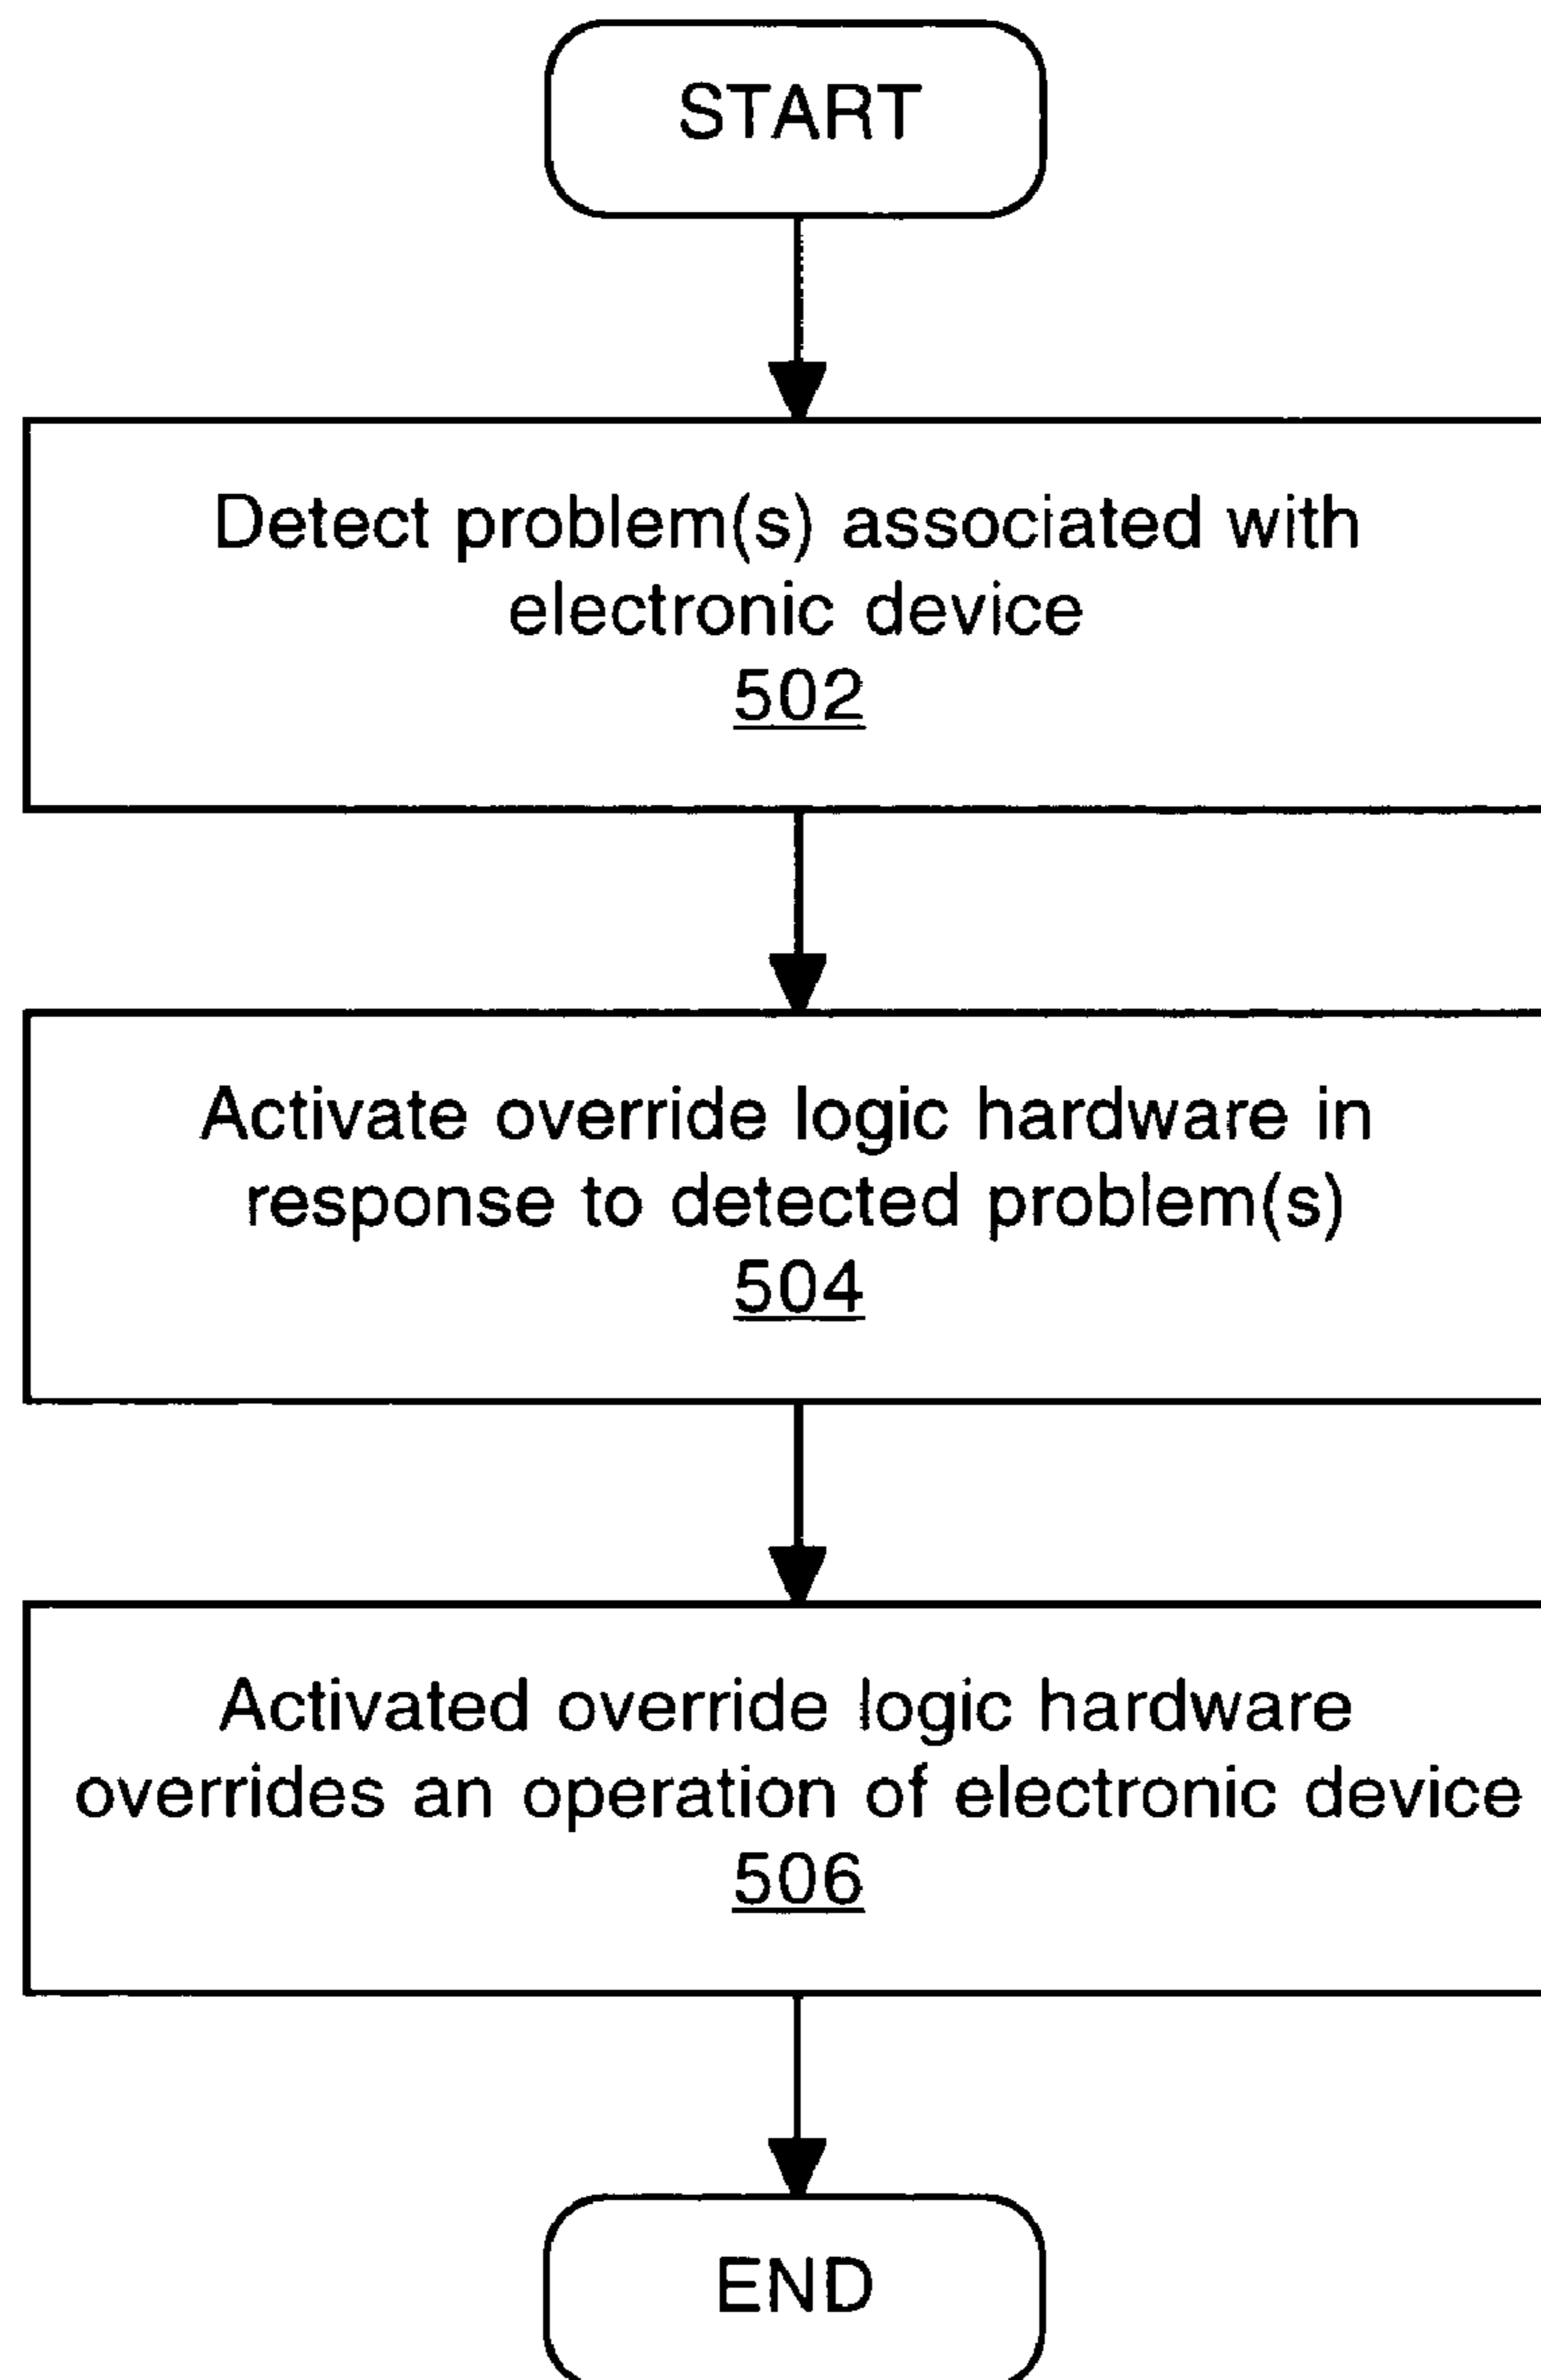 START
Detect problem(s) associated with
electronic device
502
Activate override logic hardware in
response to detected problem(s)
504
Activated override logic hardware
overrides an operation of electronic device
506
END